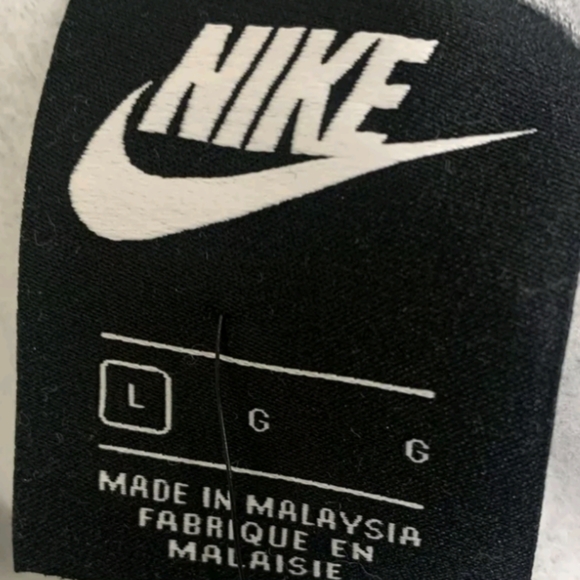 NIKE
L G G
MADE IN MALAYSIA
FABRIQUE EN
MALAISIE